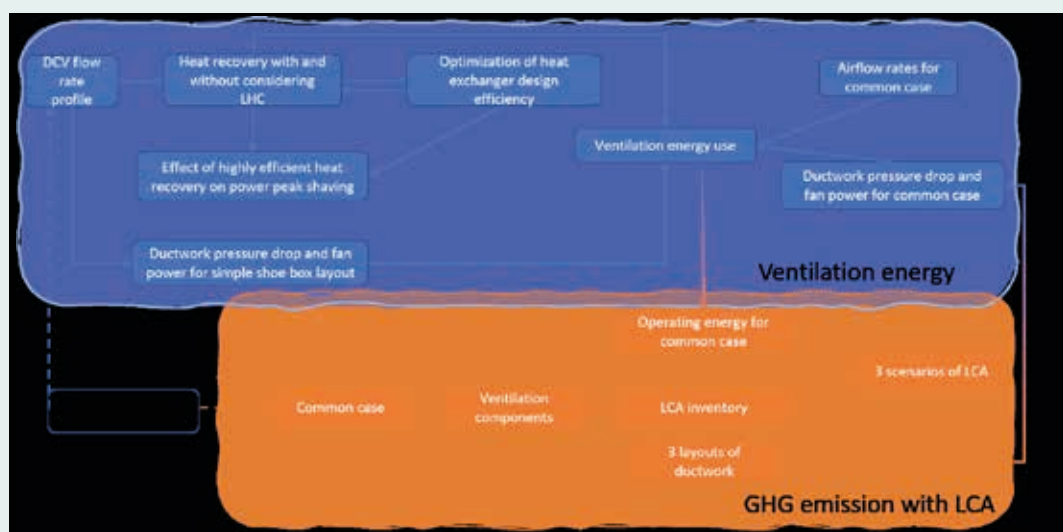 DCV flow
rate
profile
Heat recovery with and
without considering
LHC
Optimization of heat
exchanger design
efficiency
Airflow rates for
common case
Ventilation energy use
Effect of highly efficient heat
recovery on power peak shaving
Ductwork pressure drop and
fan power for common case
Ductwork pressure drop and fan
power for simple shoe box layout
Ventilation energy
Operating energy for
common case
3 scenarios of LCA
Common case
Ventilation
components
LCA inventory
3 layouts of
ductwork
GHG emission with LCA